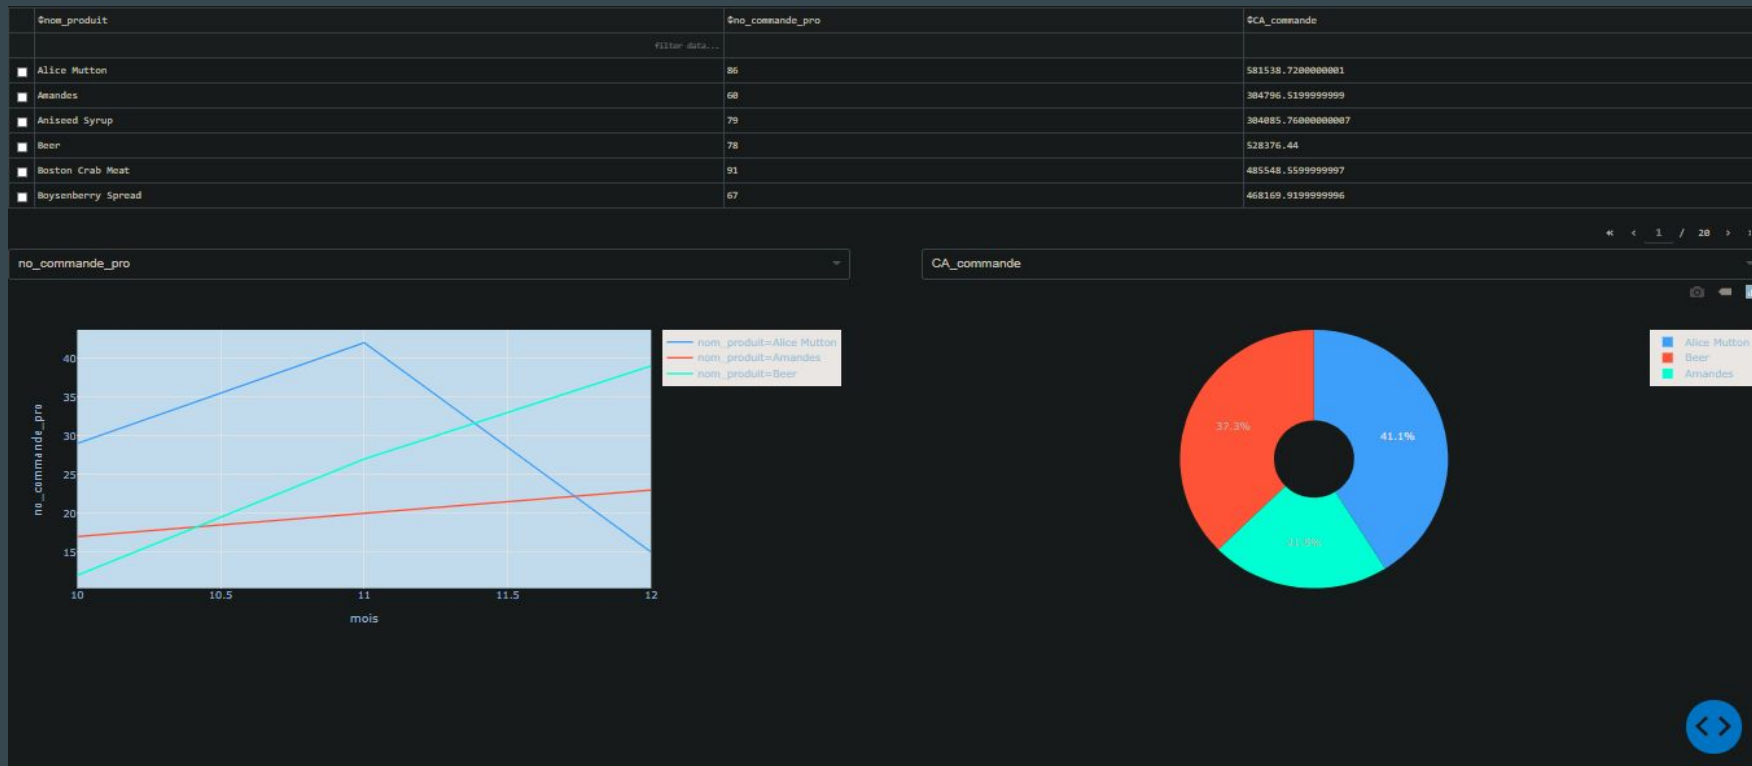 nom_produit no_commande_pro CA_commande
filter data...
Alice Mutton 86 581538.7200000001
Amandes 60 304796.5199999999
Aniseed Syrup 79 304085.76000000007
Beer 78 528376.44
Boston Crab Meat 91 485548.5599999997
Boysenberry Spread 67 468169.9199999996
1 / 20
no_commande_pro
CA_commande
nom_produit=Alice Mutton
nom_produit=Amandes
nom_produit=Beer
40
35
30
25
20
15
no_commande_pro
10 10.5 11 11.5 12
mois
Alice Mutton
Beer
Amandes
37.3%
41.1%
21.5%